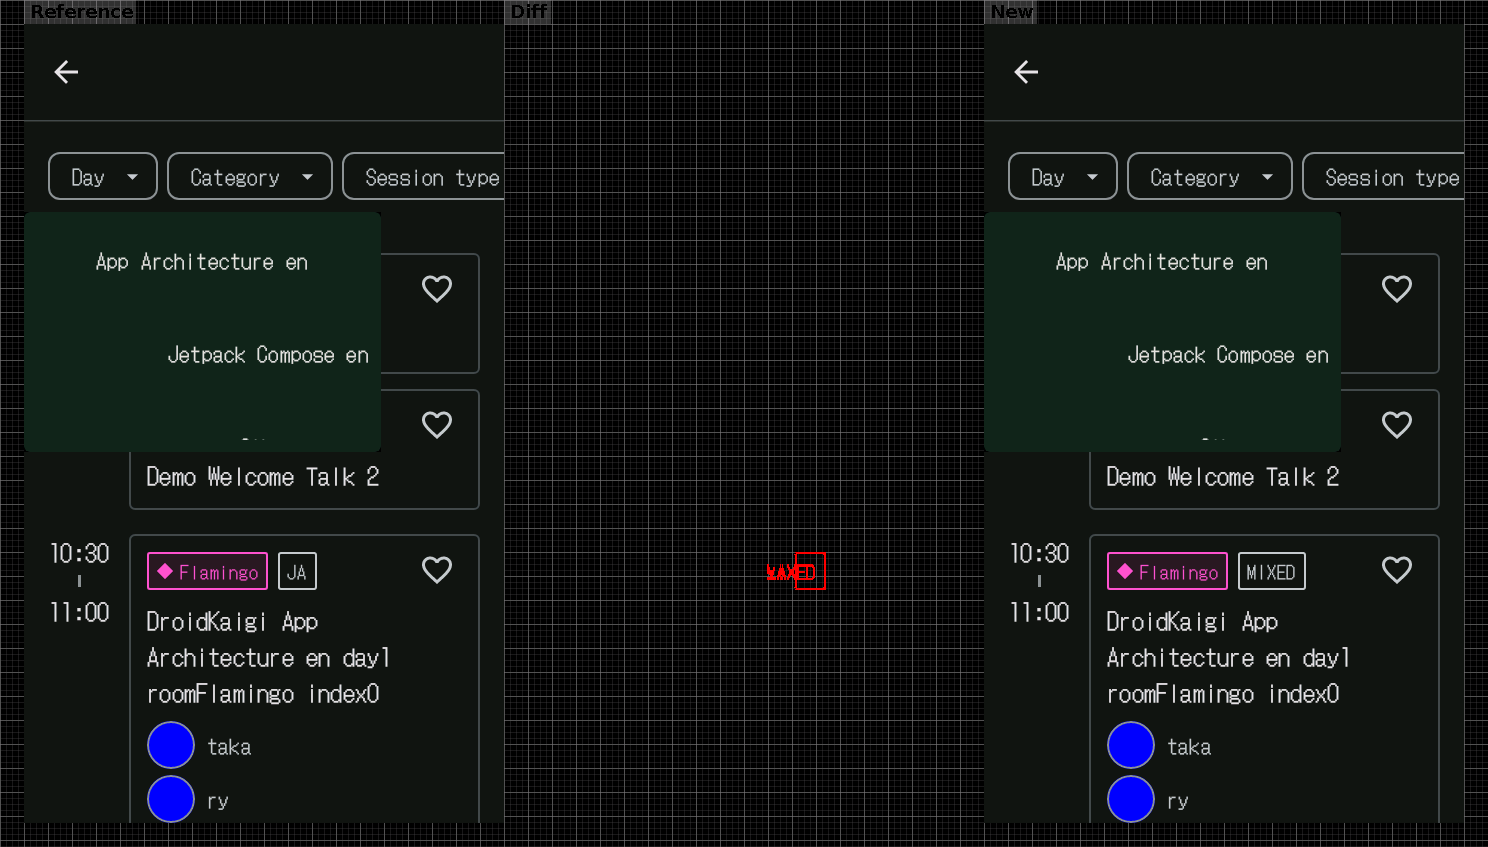 Reference
Diff
New
Day
Category
Session type
App Architecture en
Jetpack Compose en
Demo Welcome Talk 2
10:30
Flamingo
JA
11:00
DroidKaigi App
Architecture en day1
roomFlamingo index0
taka
ry
Day
Category
Session type
App Architecture en
Jetpack Compose en
Demo Welcome Talk 2
10:30
Flamingo
MIXED
11:00
DroidKaigi App
Architecture en day1
roomFlamingo index0
taka
ry